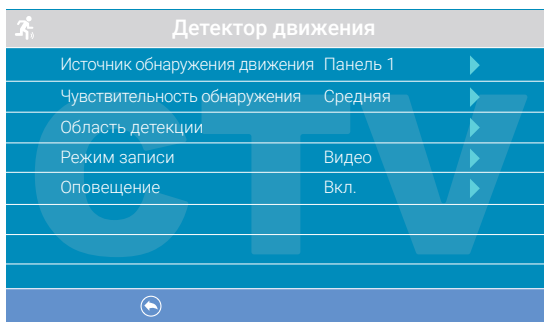 Детектор движения
Источник обнаружения движения Панель 1
Чувствительность обнаружения Средняя
Область детекции
Режим записи Видео
Оповещение Вкл.
CTV